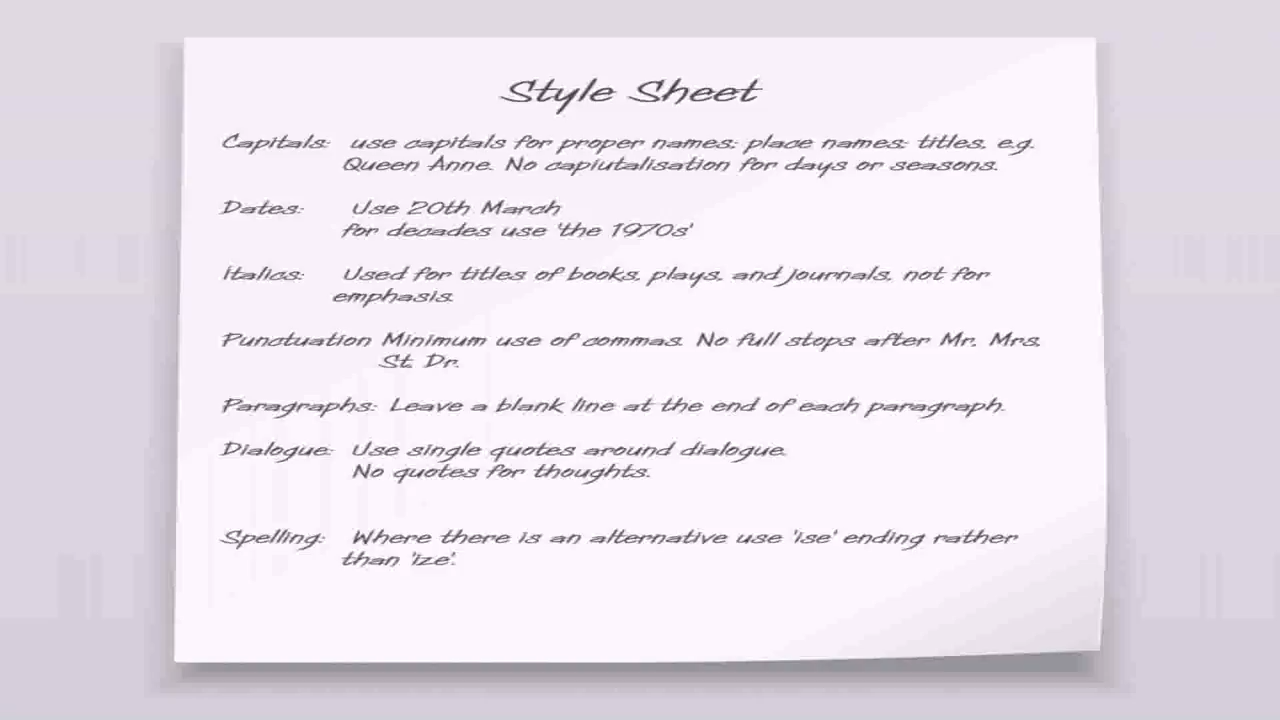 Style Sheet
Capitals: use capitals for proper names; place names; titles, e.g.
Queen Anne. No capiutalisation for days or seasons.
Dates: Use 20th March
for decades use 'the 1970s'
Italics: Used for titles of books, plays, and journals, not for
emphasis.
Punctuation Minimum use of commas. No full stops after Mr, Mrs,
St, Dr.
Paragraphs: Leave a blank line at the end of each paragraph.
Dialogue: Use single quotes around dialogue.
No quotes for thoughts.
Spelling: Where there is an alternative use 'ise' ending rather
than 'ize'.